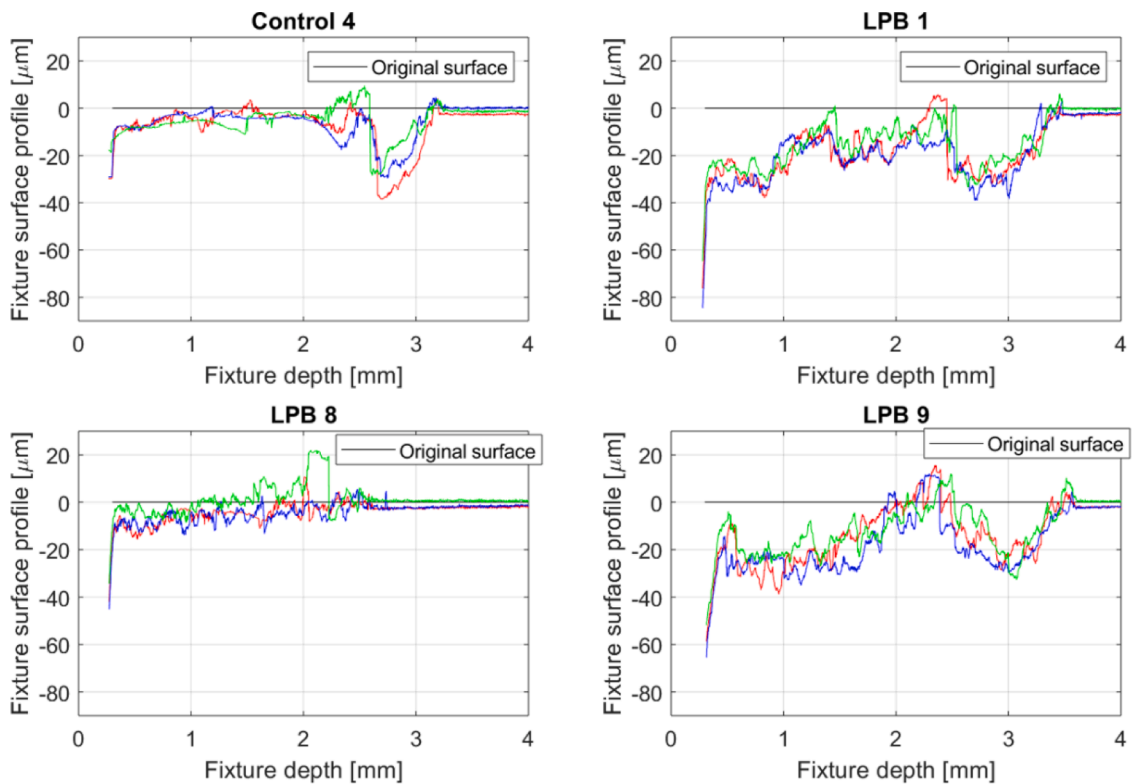 Control 4
Original surface
Fixture surface profile [μm]
20
0
-20
-40
-60
-80
0 1 2 3 4
Fixture depth [mm]
LPB 1
Original surface
Fixture surface profile [μm]
20
0
-20
-40
-60
-80
0 1 2 3 4
Fixture depth [mm]
LPB 8
Original surface
Fixture surface profile [μm]
20
0
-20
-40
-60
-80
0 1 2 3 4
Fixture depth [mm]
LPB 9
Original surface
Fixture surface profile [μm]
20
0
-20
-40
-60
-80
0 1 2 3 4
Fixture depth [mm]